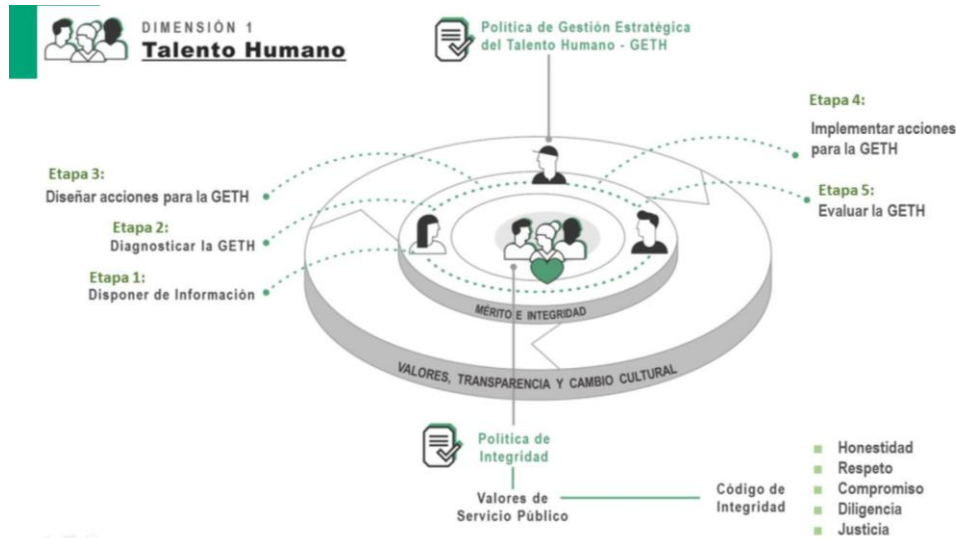 DIMENSIÓN 1
Talento Humano
Política de Gestión Estratégica
del Talento Humano - GETH
Etapa 3:
Diseñar acciones para la GETH
Etapa 2:
Diagnosticar la GETH
Etapa 1:
Disponer de Información
Etapa 4:
Implementar acciones
para la GETH
Etapa 5:
Evaluar la GETH
MÉRITO E INTEGRIDAD
VALORES, TRANSPARENCIA Y CAMBIO CULTURAL
Política de
Integridad
Valores de
Servicio Público
Código de
Integridad
Honestidad
Respeto
Compromiso
Diligencia
Justicia